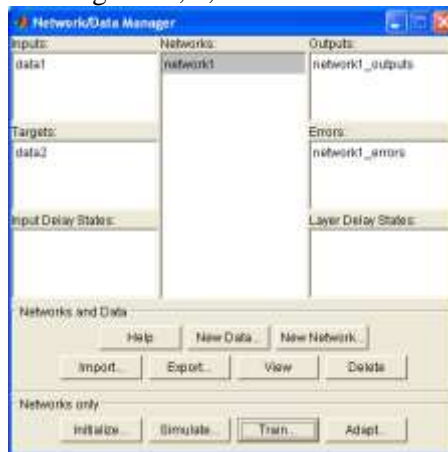 Network/Data Manager
Inputs:
data1
Networks:
network1
Outputs:
network1_outputs
Targets:
data2
Errors:
network1_errors
Input Delay States:
Layer Delay States:
Networks and Data
Help
New Data...
New Network...
Import...
Export...
View
Delete
Networks only
Initialize...
Simulate...
Train...
Adapt...